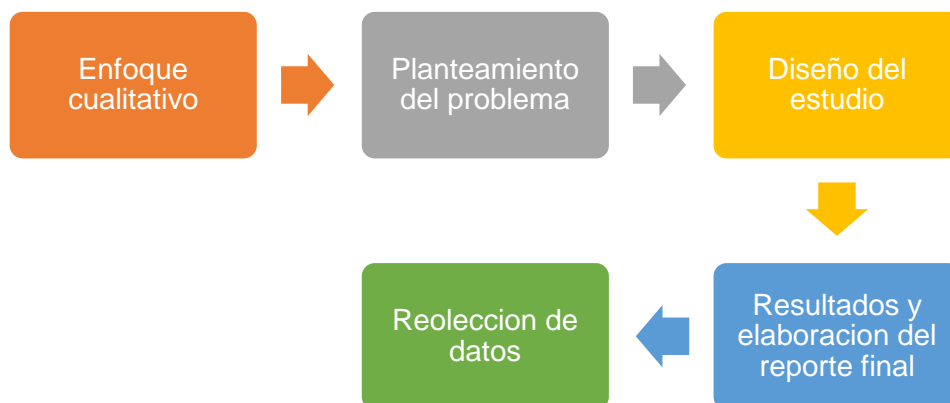 Enfoque
cualitativo
Planteamiento
del problema
Diseño del
estudio
Resultados y
elaboracion del
reporte final
Reoleccion de
datos